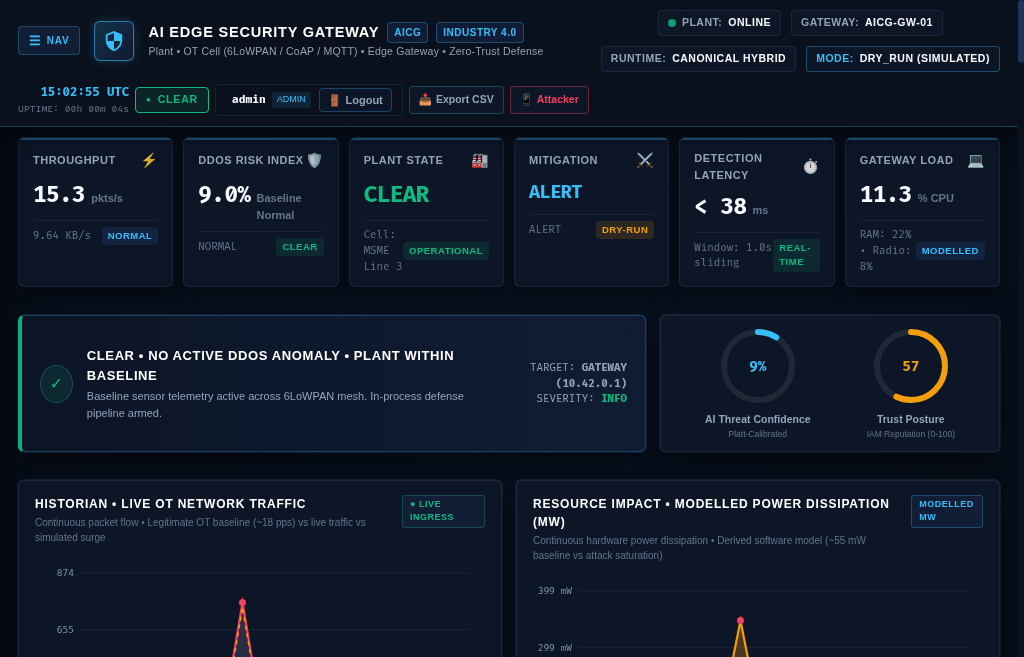 ☰ NAV
AI EDGE SECURITY GATEWAY AICG INDUSTRY 4.0
Plant • OT Cell (6LoWPAN / CoAP / MQTT) • Edge Gateway • Zero-Trust Defense
PLANT: ONLINE GATEWAY: AICG-GW-01
RUNTIME: CANONICAL HYBRID MODE: DRY_RUN (SIMULATED)
15:02:55 UTC
UPTIME: 00h 00m 04s
• CLEAR
admin ADMIN Logout
Export CSV
Attacker
THROUGHPUT
15.3 pkts/s
9.64 KB/s NORMAL
DDOS RISK INDEX
9.0% Baseline
Normal
NORMAL CLEAR
PLANT STATE
CLEAR
Cell:
MSME OPERATIONAL
Line 3
MITIGATION
ALERT
ALERT DRY-RUN
DETECTION
LATENCY
< 38 ms
Window: 1.0s REAL-
sliding TIME
GATEWAY LOAD
11.3 % CPU
RAM: 22%
• Radio: MODELLED
8%
CLEAR • NO ACTIVE DDOS ANOMALY • PLANT WITHIN
BASELINE
Baseline sensor telemetry active across 6LoWPAN mesh. In-process defense
pipeline armed.
TARGET: GATEWAY
(10.42.0.1)
SEVERITY: INFO
9%
AI Threat Confidence
Platt-Calibrated
57
Trust Posture
IAM Reputation (0-100)
HISTORIAN • LIVE OT NETWORK TRAFFIC
Continuous packet flow • Legitimate OT baseline (~18 pps) vs live traffic vs
simulated surge
● LIVE
INGRESS
874
655
RESOURCE IMPACT • MODELLED POWER DISSIPATION
(MW)
Continuous hardware power dissipation • Derived software model (~55 mW
baseline vs attack saturation)
MODELLED
MW
399 mW
299 mW